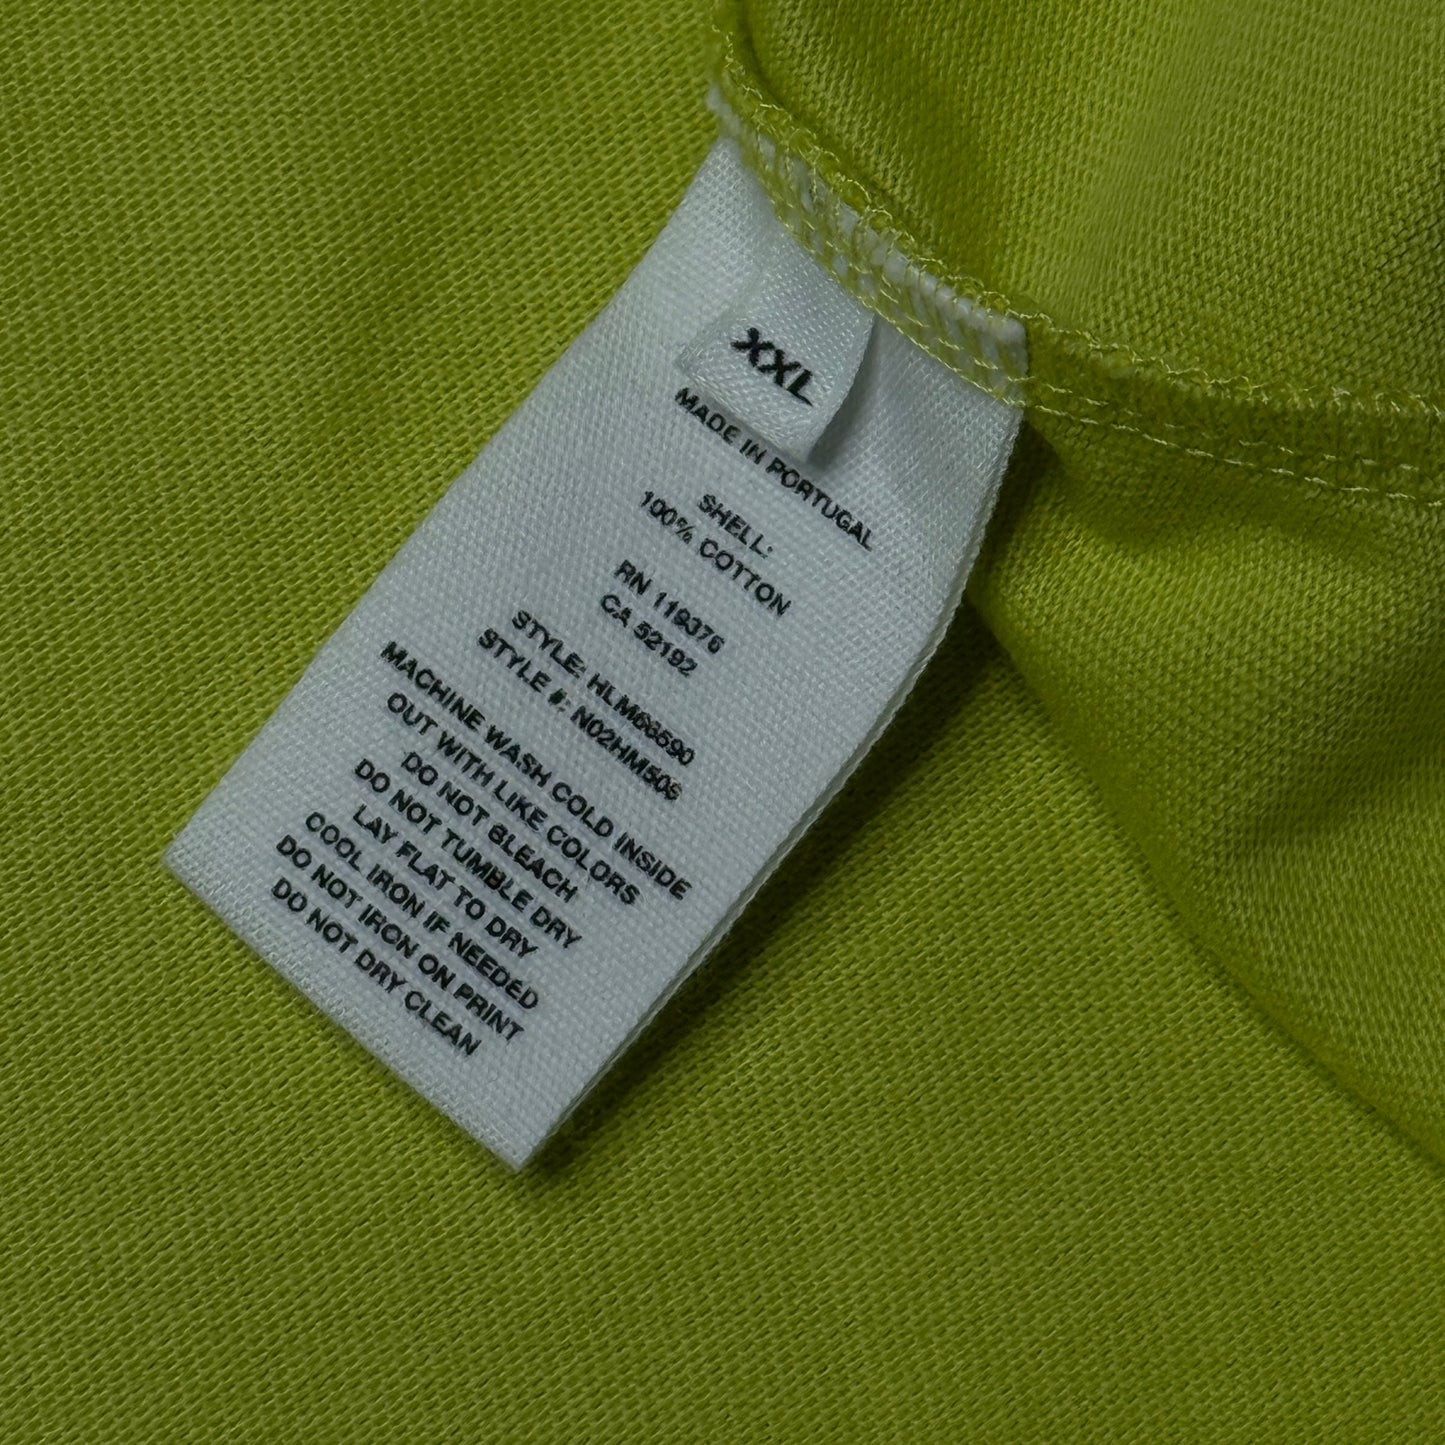 XXL
MADE IN PORTUGAL
SHELL:
100% COTTON
RN 119376
CA 52192
STYLE: HLM66590
STYLE #: N02HM505
MACHINE WASH COLD INSIDE
OUT WITH LIKE COLORS
DO NOT BLEACH
DO NOT TUMBLE DRY
LAY FLAT TO DRY
COOL IRON IF NEEDED
DO NOT IRON ON PRINT
DO NOT DRY CLEAN